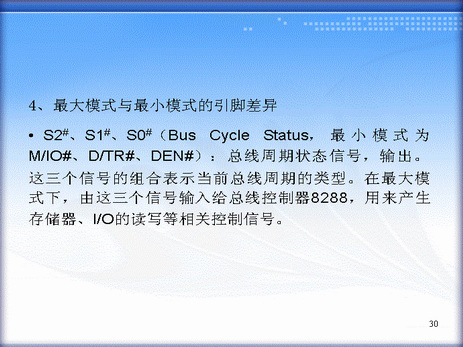 4、最大模式与最小模式的引脚差异
• S2#、S1#、S0#（Bus Cycle Status，最小模式为
M/IO#、D/TR#、DEN#）：总线周期状态信号，输出。
这三个信号的组合表示当前总线周期的类型。在最大模
式下，由这三个信号输入给总线控制器8288，用来产生
存储器、I/O的读写等相关控制信号。
30